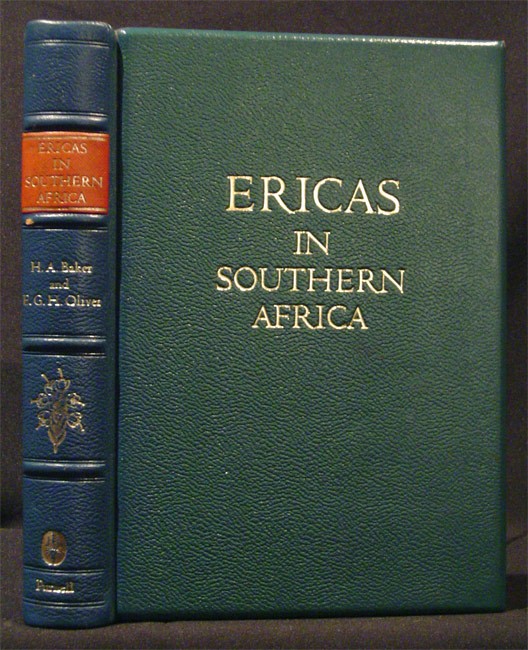 ERICAS
IN
SOUTHERN
AFRICA
H. A. Baker
and
E. G. H. Oliver
Purnell
ERICAS
IN
SOUTHERN
AFRICA